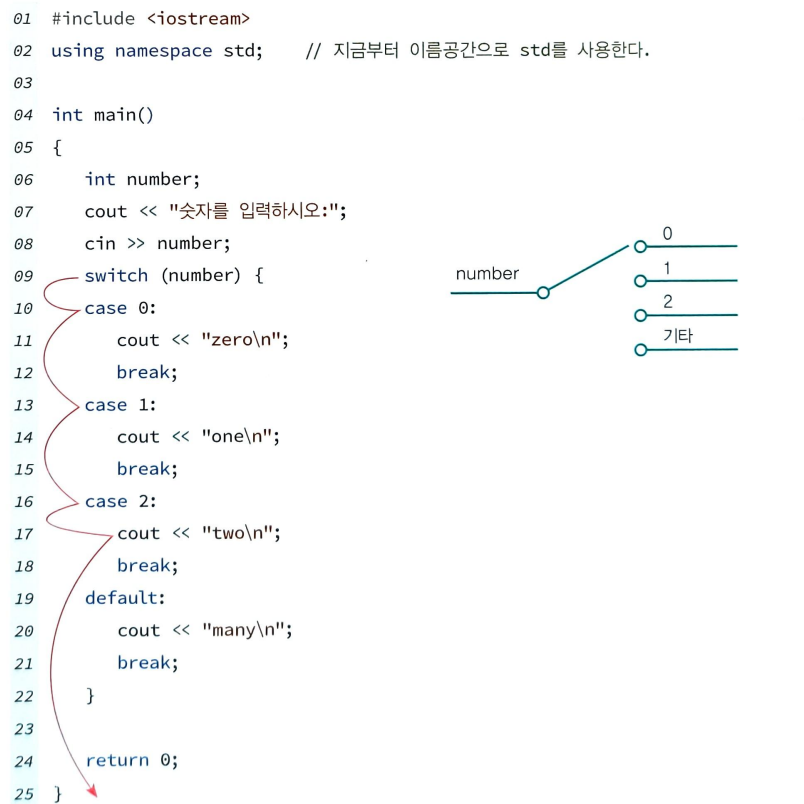 01 #include <iostream>
02 using namespace std; // 지금부터 이름공간으로 std를 사용한다.
03
04 int main()
05 {
06 int number;
07 cout << "숫자를 입력하시오:";
08 cin >> number;
09 switch (number) {
10 case 0:
11 cout << "zero\n";
12 break;
13 case 1:
14 cout << "one\n";
15 break;
16 case 2:
17 cout << "two\n";
18 break;
19 default:
20 cout << "many\n";
21 break;
22 }
23
24 return 0;
25 }
number
0
1
2
기타